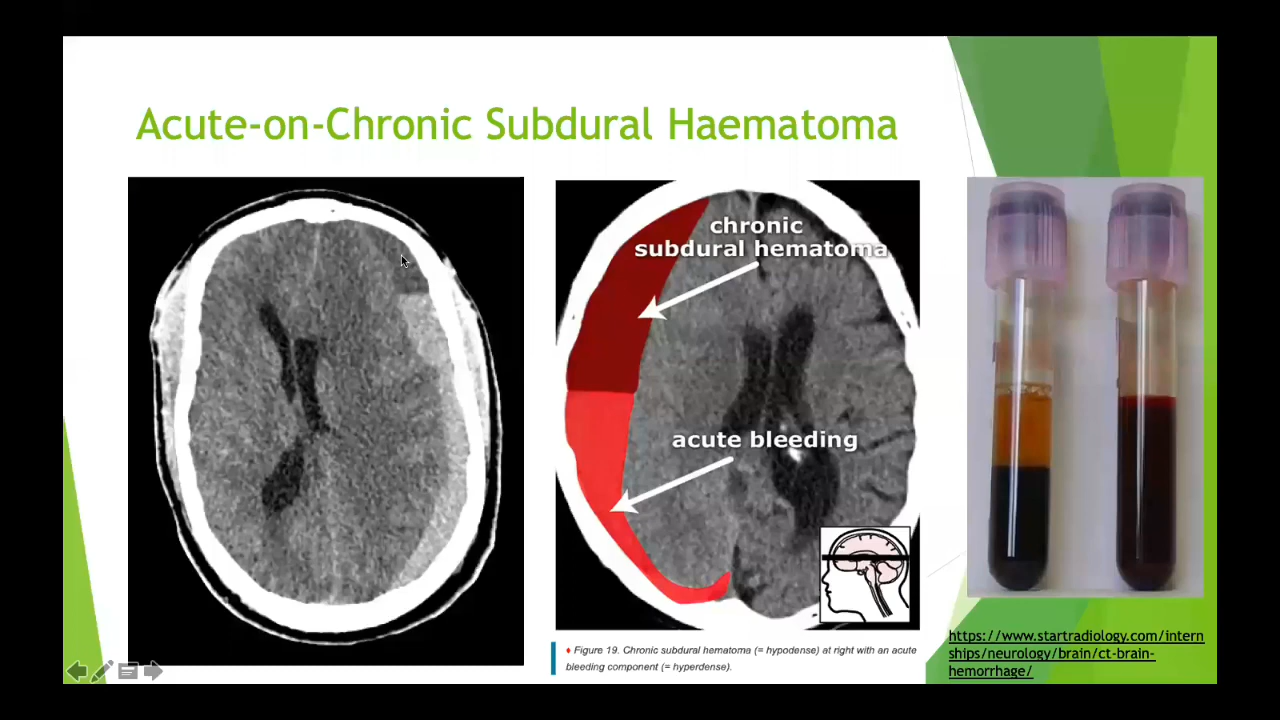 Acute-on-Chronic Subdural Haematoma
chronic
subdural hematoma
acute bleeding
♦ Figure 19. Chronic subdural hematoma (= hypodense) at right with an acute
bleeding component (= hyperdense).
https://www.startradiology.com/intern
ships/neurology/brain/ct-brain-
hemorrhage/